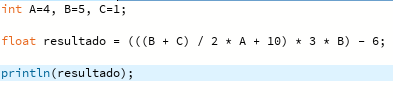 int A=4, B=5, C=1;
float resultado = (((B + C) / 2 * A + 10) * 3 * B) - 6;
println(resultado);